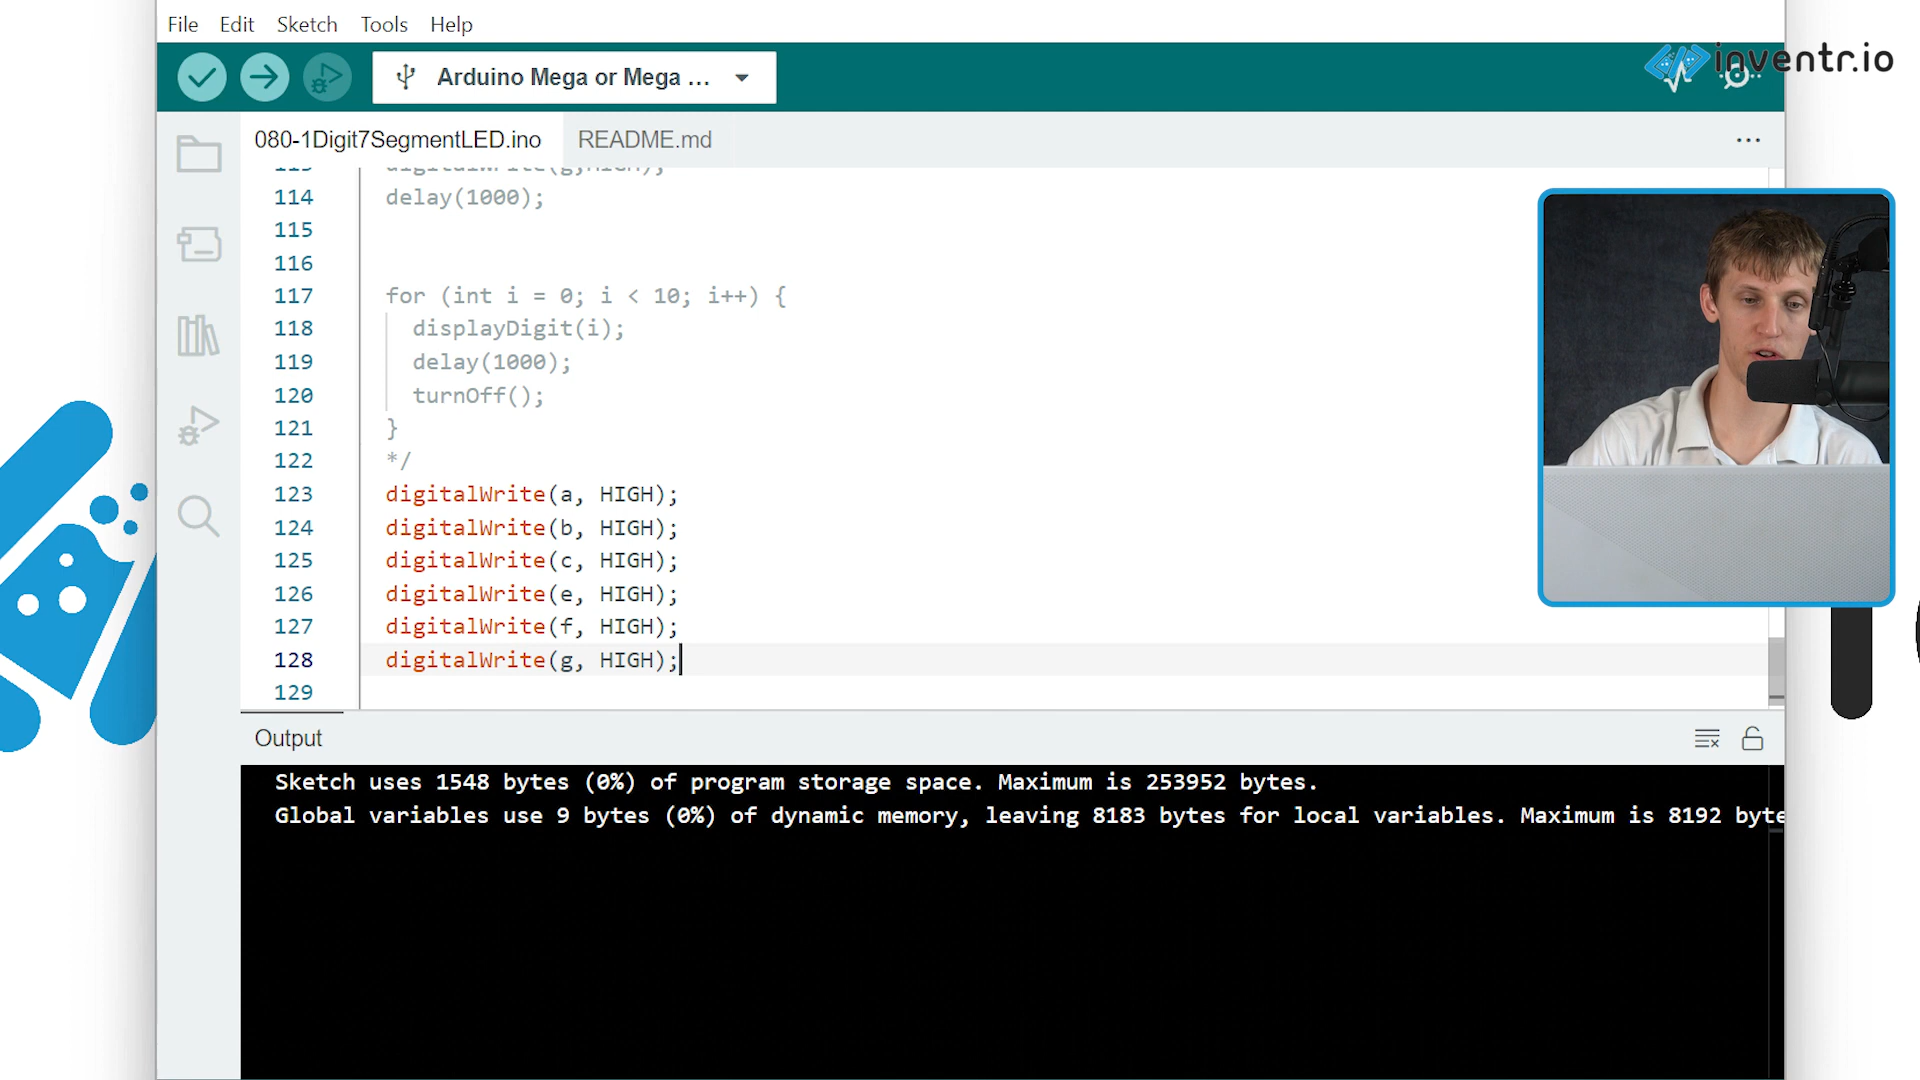 File Edit Sketch Tools Help
Arduino Mega or Mega ...
inventr.io
080-1Digit7SegmentLED.ino README.md
113 digitalWrite(g,HIGH);
114 delay(1000);
115
116
117 for (int i = 0; i < 10; i++) {
118 displayDigit(i);
119 delay(1000);
120 turnOff();
121 }
122 */
123 digitalWrite(a, HIGH);
124 digitalWrite(b, HIGH);
125 digitalWrite(c, HIGH);
126 digitalWrite(e, HIGH);
127 digitalWrite(f, HIGH);
128 digitalWrite(g, HIGH);
129
Output
Sketch uses 1548 bytes (0%) of program storage space. Maximum is 253952 bytes.
Global variables use 9 bytes (0%) of dynamic memory, leaving 8183 bytes for local variables. Maximum is 8192 byte